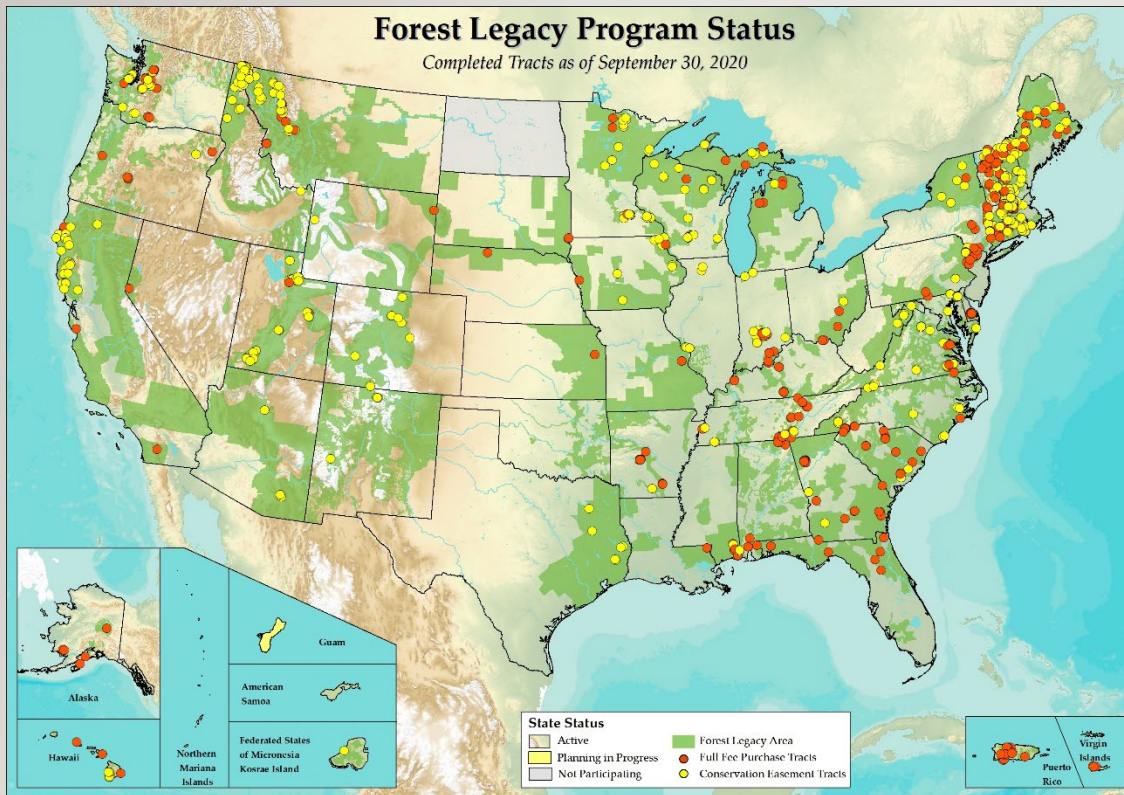 Forest Legacy Program Status
Completed Tracts as of September 30, 2020
Alaska
Hawaii
Northern
Mariana
Islands
Guam
American
Samoa
Federated States
of Micronesia
Kosrae Island
State Status
Active
Planning in Progress
Not Participating
Forest Legacy Area
Full Fee Purchase Tracts
Conservation Easement Tracts
Puerto
Rico
Virgin
Islands